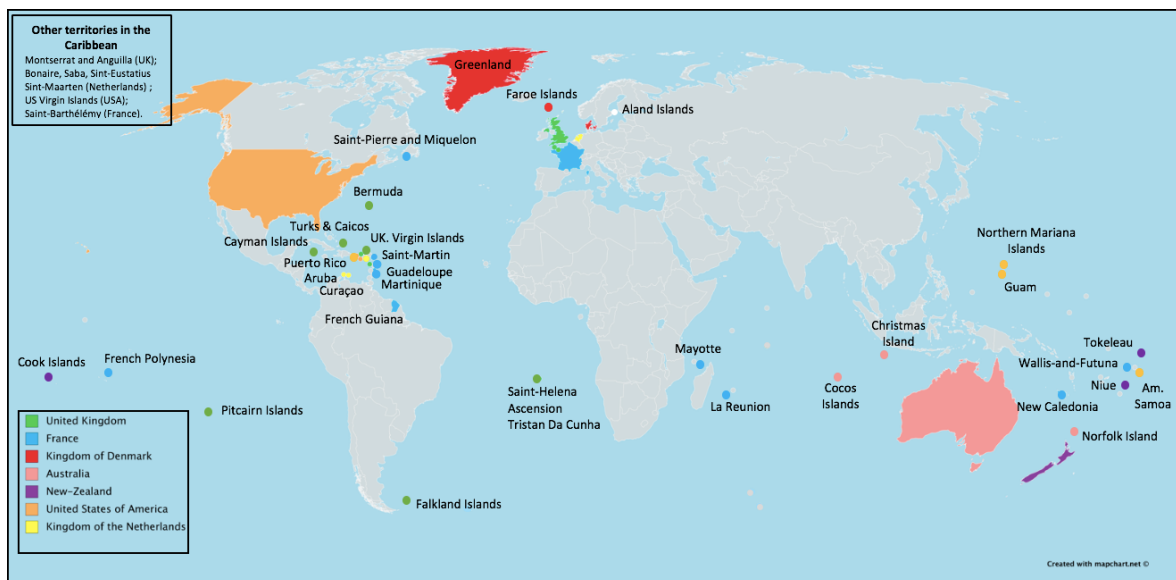 Other territories in the
Caribbean
Montserrat and Anguilla (UK);
Bonaire, Saba, Sint-Eustatius
Sint-Maarten (Netherlands) ;
US Virgin Islands (USA);
Saint-Barthélémy (France).
Greenland
Faroe Islands
Aland Islands
Saint-Pierre and Miquelon
Bermuda
Turks & Caicos
Cayman Islands
UK. Virgin Islands
Puerto Rico
Saint-Martin
Aruba
Guadeloupe
Curaçao
Martinique
French Guiana
Northern Mariana
Islands
Guam
Christmas
Island
Tokeleau
Cook Islands
French Polynesia
Mayotte
Wallis-and-Futuna
Niue
Am.
Samoa
Saint-Helena
Ascension
Tristan Da Cunha
La Reunion
Cocos
Islands
New Caledonia
Pitcairn Islands
Norfolk Island
Falkland Islands
United Kingdom
France
Kingdom of Denmark
Australia
New-Zealand
United States of America
Kingdom of the Netherlands
Created with mapchart.net ©